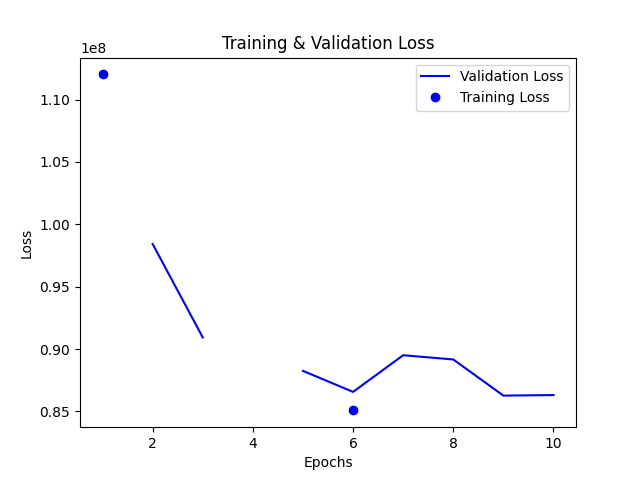 Training & Validation Loss
1e8
Validation Loss
Training Loss
1.10
1.05
1.00
0.95
0.90
0.85
Loss
2 4 6 8 10
Epochs